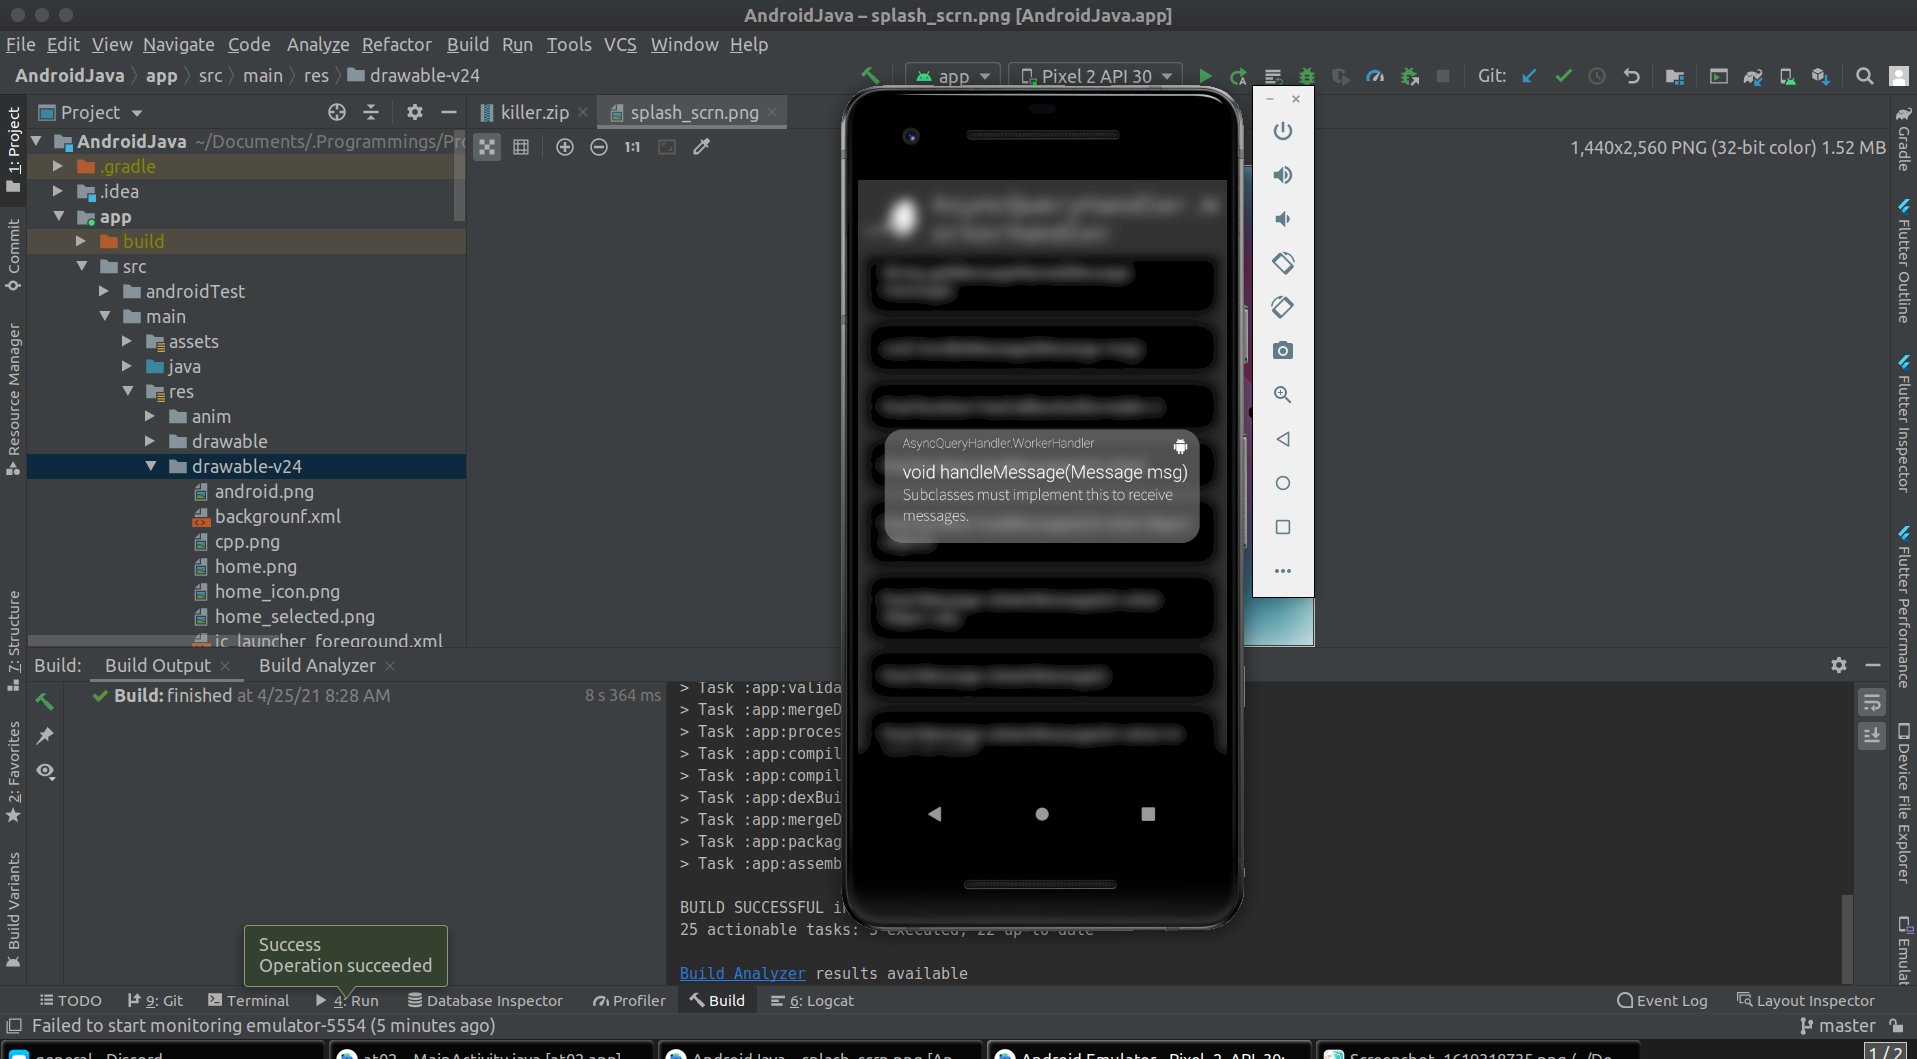 AndroidJava – splash_scrn.png [AndroidJava.app]
File Edit View Navigate Code Analyze Refactor Build Run Tools VCS Window Help
AndroidJava app src main res drawable-v24
app Pixel 2 API 30 Git:
Project
killer.zip splash_scrn.png
AndroidJava ~/Documents/.Programmings/Pr
1:1
1,440x2,560 PNG (32-bit color) 1.52 MB
.gradle
.idea
app
build
src
androidTest
main
assets
java
res
anim
drawable
drawable-v24
android.png
backgrounf.xml
cpp.png
home.png
home_icon.png
home_selected.png
ic_launcher_foreground.xml
1: Project
Commit
Resource Manager
7: Structure
2: Favorites
Build Variants
AsyncQueryHandler.WorkerHandler
AsyncQueryHandler.WorkerHandler
void handleMessage(Message msg)
Subclasses must implement this to receive
messages.
Gradle
Flutter Outline
Flutter Inspector
Flutter Performance
Device File Explorer
Emulat
Build: Build Output Build Analyzer
Build: finished at 4/25/21 8:28 AM 8 s 364 ms
> Task :app:valida
> Task :app:mergeD
> Task :app:proces
> Task :app:compil
> Task :app:compil
> Task :app:dexBui
> Task :app:mergeD
> Task :app:packag
> Task :app:assemb
BUILD SUCCESSFUL i
25 actionable tasks: 3 executed, 22 up-to-date
Build Analyzer results available
Success
Operation succeeded
TODO 9: Git Terminal 4: Run Database Inspector Profiler Build 6: Logcat Event Log Layout Inspector
Failed to start monitoring emulator-5554 (5 minutes ago) master
general - Discord at02 – MainActivity.java [at02.app] AndroidJava – splash_scrn.png [An Android Emulator - Pixel_2_API_30: Screenshot_1619318735.png (~/Do 1 / 2